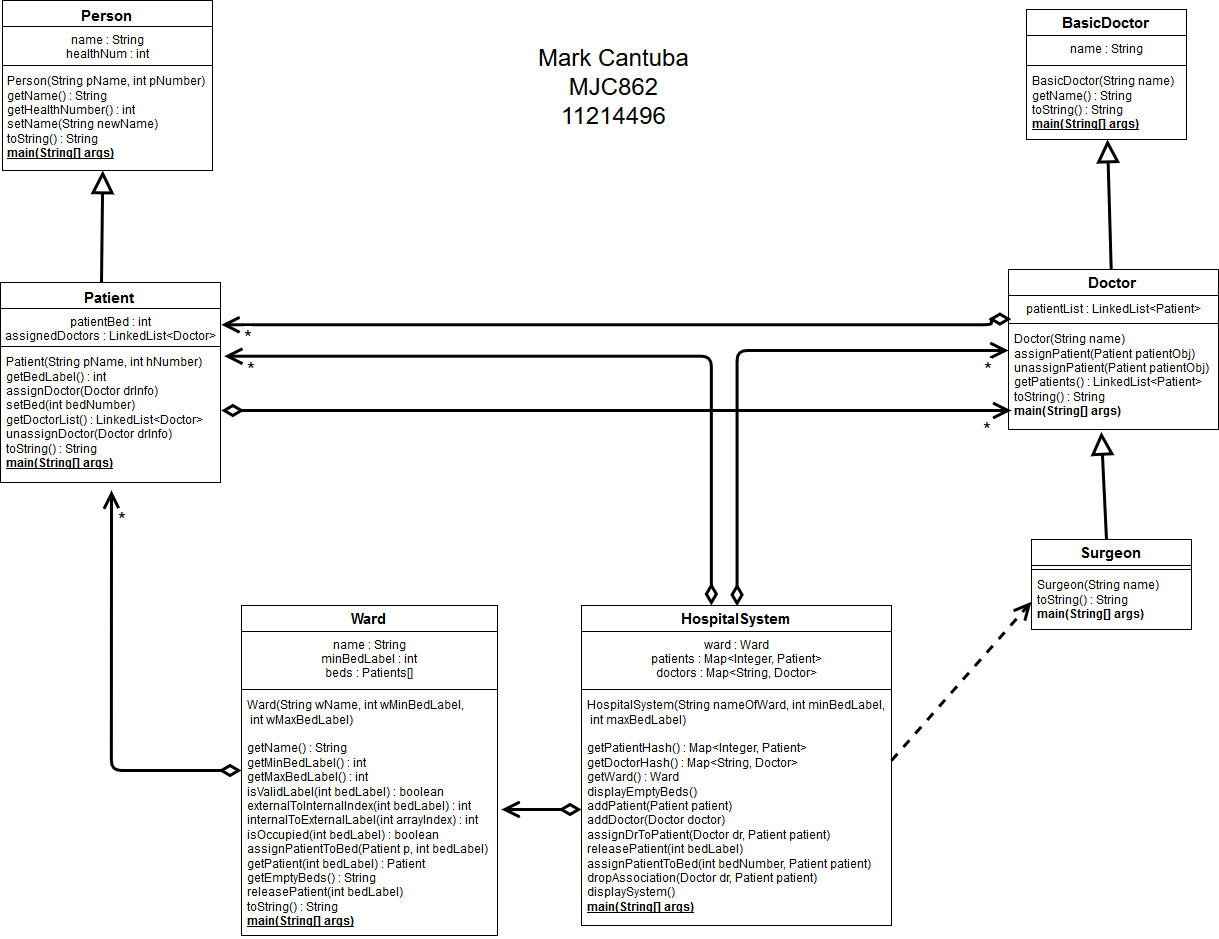 Person
name : String
healthNum : int
Person(String pName, int pNumber)
getName() : String
getHealthNumber() : int
setName(String newName)
toString() : String
main(String[] args)
Mark Cantuba
MJC862
11214496
BasicDoctor
name : String
BasicDoctor(String name)
getName() : String
toString() : String
main(String[] args)
Patient
patientBed : int
assignedDoctors : LinkedList<Doctor>
Patient(String pName, int hNumber)
getBedLabel() : int
assignDoctor(Doctor drInfo)
setBed(int bedNumber)
getDoctorList() : LinkedList<Doctor>
unassignDoctor(Doctor drInfo)
toString() : String
main(String[] args)
*
*
*
*
*
Doctor
patientList : LinkedList<Patient>
Doctor(String name)
assignPatient(Patient patientObj)
unassignPatient(Patient patientObj)
getPatients() : LinkedList<Patient>
toString() : String
main(String[] args)
Surgeon
Surgeon(String name)
toString() : String
main(String[] args)
Ward
name : String
minBedLabel : int
beds : Patients[]
Ward(String wName, int wMinBedLabel,
int wMaxBedLabel)
getName() : String
getMinBedLabel() : int
getMaxBedLabel() : int
isValidLabel(int bedLabel) : boolean
externalToInternalIndex(int bedLabel) : int
internalToExternalLabel(int arrayIndex) : int
isOccupied(int bedLabel) : boolean
assignPatientToBed(Patient p, int bedLabel)
getPatient(int bedLabel) : Patient
getEmptyBeds() : String
releasePatient(int bedLabel)
toString() : String
main(String[] args)
HospitalSystem
ward : Ward
patients : Map<Integer, Patient>
doctors : Map<String, Doctor>
HospitalSystem(String nameOfWard, int minBedLabel,
int maxBedLabel)
getPatientHash() : Map<Integer, Patient>
getDoctorHash() : Map<String, Doctor>
getWard() : Ward
displayEmptyBeds()
addPatient(Patient patient)
addDoctor(Doctor doctor)
assignDrToPatient(Doctor dr, Patient patient)
releasePatient(int bedLabel)
assignPatientToBed(int bedNumber, Patient patient)
dropAssociation(Doctor dr, Patient patient)
displaySystem()
main(String[] args)